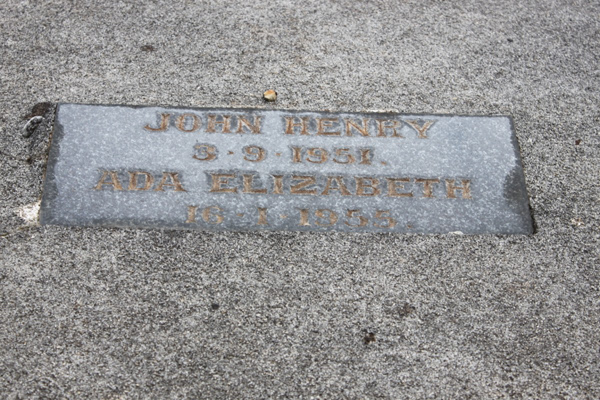 JOHN HENRY
3·9·1951.
ADA ELIZABETH
16·1·1955.